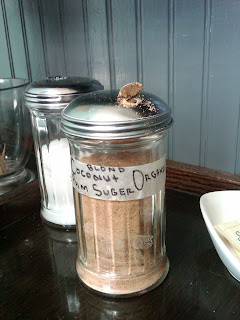 BLOND
COCONUT
PALM SUGER ORGANIC